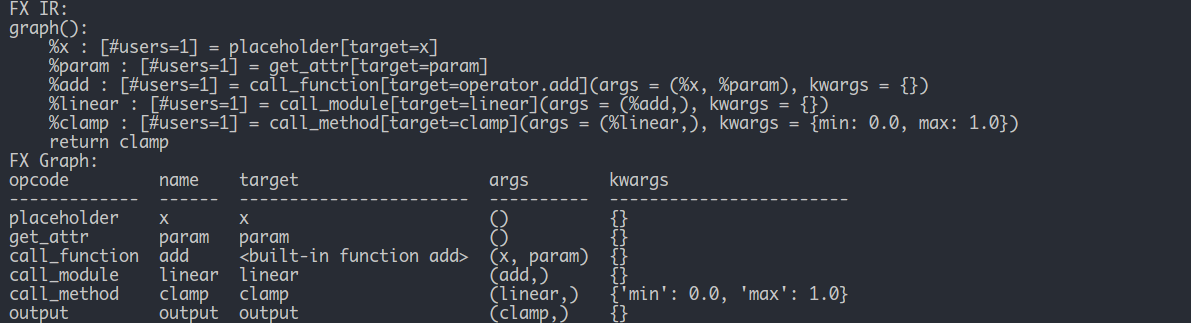 FX IR:
graph():
    %x : [#users=1] = placeholder[target=x]
    %param : [#users=1] = get_attr[target=param]
    %add : [#users=1] = call_function[target=operator.add](args = (%x, %param), kwargs = {})
    %linear : [#users=1] = call_module[target=linear](args = (%add,), kwargs = {})
    %clamp : [#users=1] = call_method[target=clamp](args = (%linear,), kwargs = {min: 0.0, max: 1.0})
    return clamp
FX Graph:
opcode         name    target                   args        kwargs
-------------  ------  -----------------------  ----------  ------------------------
placeholder    x       x                        ()          {}
get_attr       param   param                    ()          {}
call_function  add     <built-in function add>  (x, param)  {}
call_module    linear  linear                   (add,)      {}
call_method    clamp   clamp                    (linear,)   {'min': 0.0, 'max': 1.0}
output         output  output                   (clamp,)    {}